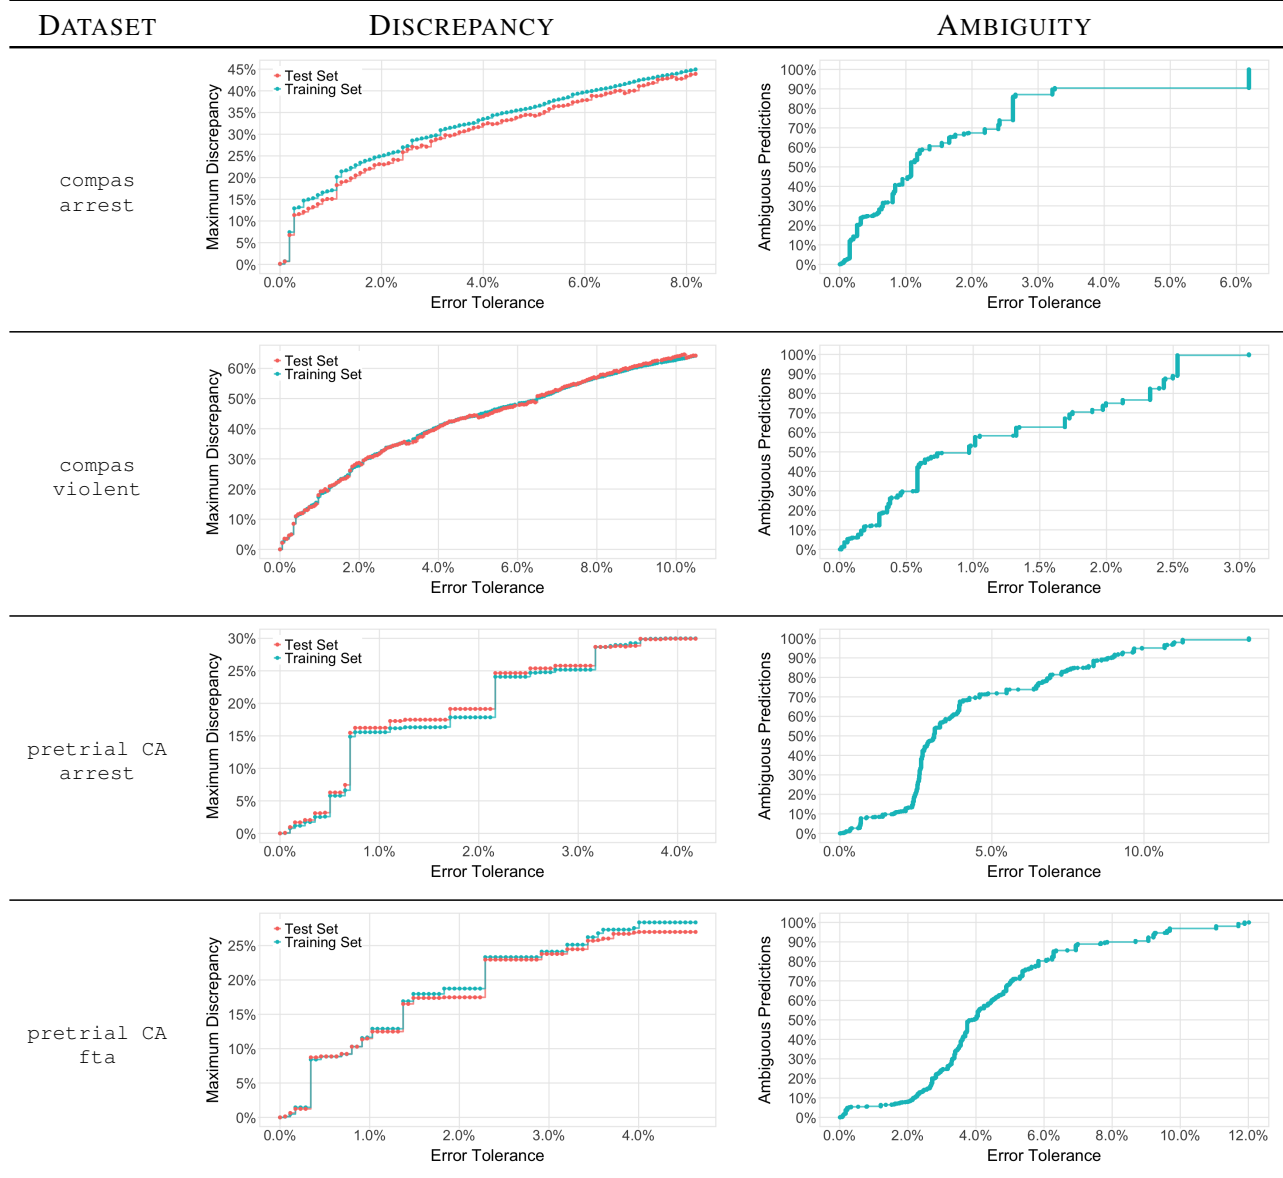 DATASET DISCREPANCY AMBIGUITY
compas
arrest
Maximum Discrepancy
45%
40%
35%
30%
25%
20%
15%
10%
5%
0%
Test Set
Training Set
0.0% 2.0% 4.0% 6.0% 8.0%
Error Tolerance
Ambiguous Predictions
100%
90%
80%
70%
60%
50%
40%
30%
20%
10%
0%
0.0% 1.0% 2.0% 3.0% 4.0% 5.0% 6.0%
Error Tolerance
compas
violent
Maximum Discrepancy
60%
50%
40%
30%
20%
10%
0%
Test Set
Training Set
0.0% 2.0% 4.0% 6.0% 8.0% 10.0%
Error Tolerance
Ambiguous Predictions
100%
90%
80%
70%
60%
50%
40%
30%
20%
10%
0%
0.0% 0.5% 1.0% 1.5% 2.0% 2.5% 3.0%
Error Tolerance
pretrial CA
arrest
Maximum Discrepancy
30%
25%
20%
15%
10%
5%
0%
Test Set
Training Set
0.0% 1.0% 2.0% 3.0% 4.0%
Error Tolerance
Ambiguous Predictions
100%
90%
80%
70%
60%
50%
40%
30%
20%
10%
0%
0.0% 5.0% 10.0%
Error Tolerance
pretrial CA
fta
Maximum Discrepancy
25%
20%
15%
10%
5%
0%
Test Set
Training Set
0.0% 1.0% 2.0% 3.0% 4.0%
Error Tolerance
Ambiguous Predictions
100%
90%
80%
70%
60%
50%
40%
30%
20%
10%
0%
0.0% 2.0% 4.0% 6.0% 8.0% 10.0% 12.0%
Error Tolerance